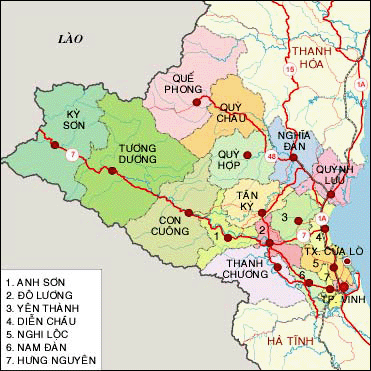 LÀO
THANH
HÓA
15
1A
QUẾ
PHONG
QUỲ
CHÂU
KỲ
SƠN
7
TƯƠNG
DƯƠNG
48
NGHĨA
ĐÀN
QUỲ
HỢP
QUỲNH
LƯU
TÂN
KỲ
CON
CUÔNG
3
1A
1
2
7
4
TX. CỬA LÒ
THANH
CHƯƠNG
5
7
6
TP. VINH
HÀ TĨNH
1. ANH SƠN
2. ĐÔ LƯƠNG
3. YÊN THÀNH
4. DIỄN CHÂU
5. NGHI LỘC
6. NAM ĐÀN
7. HƯNG NGUYÊN